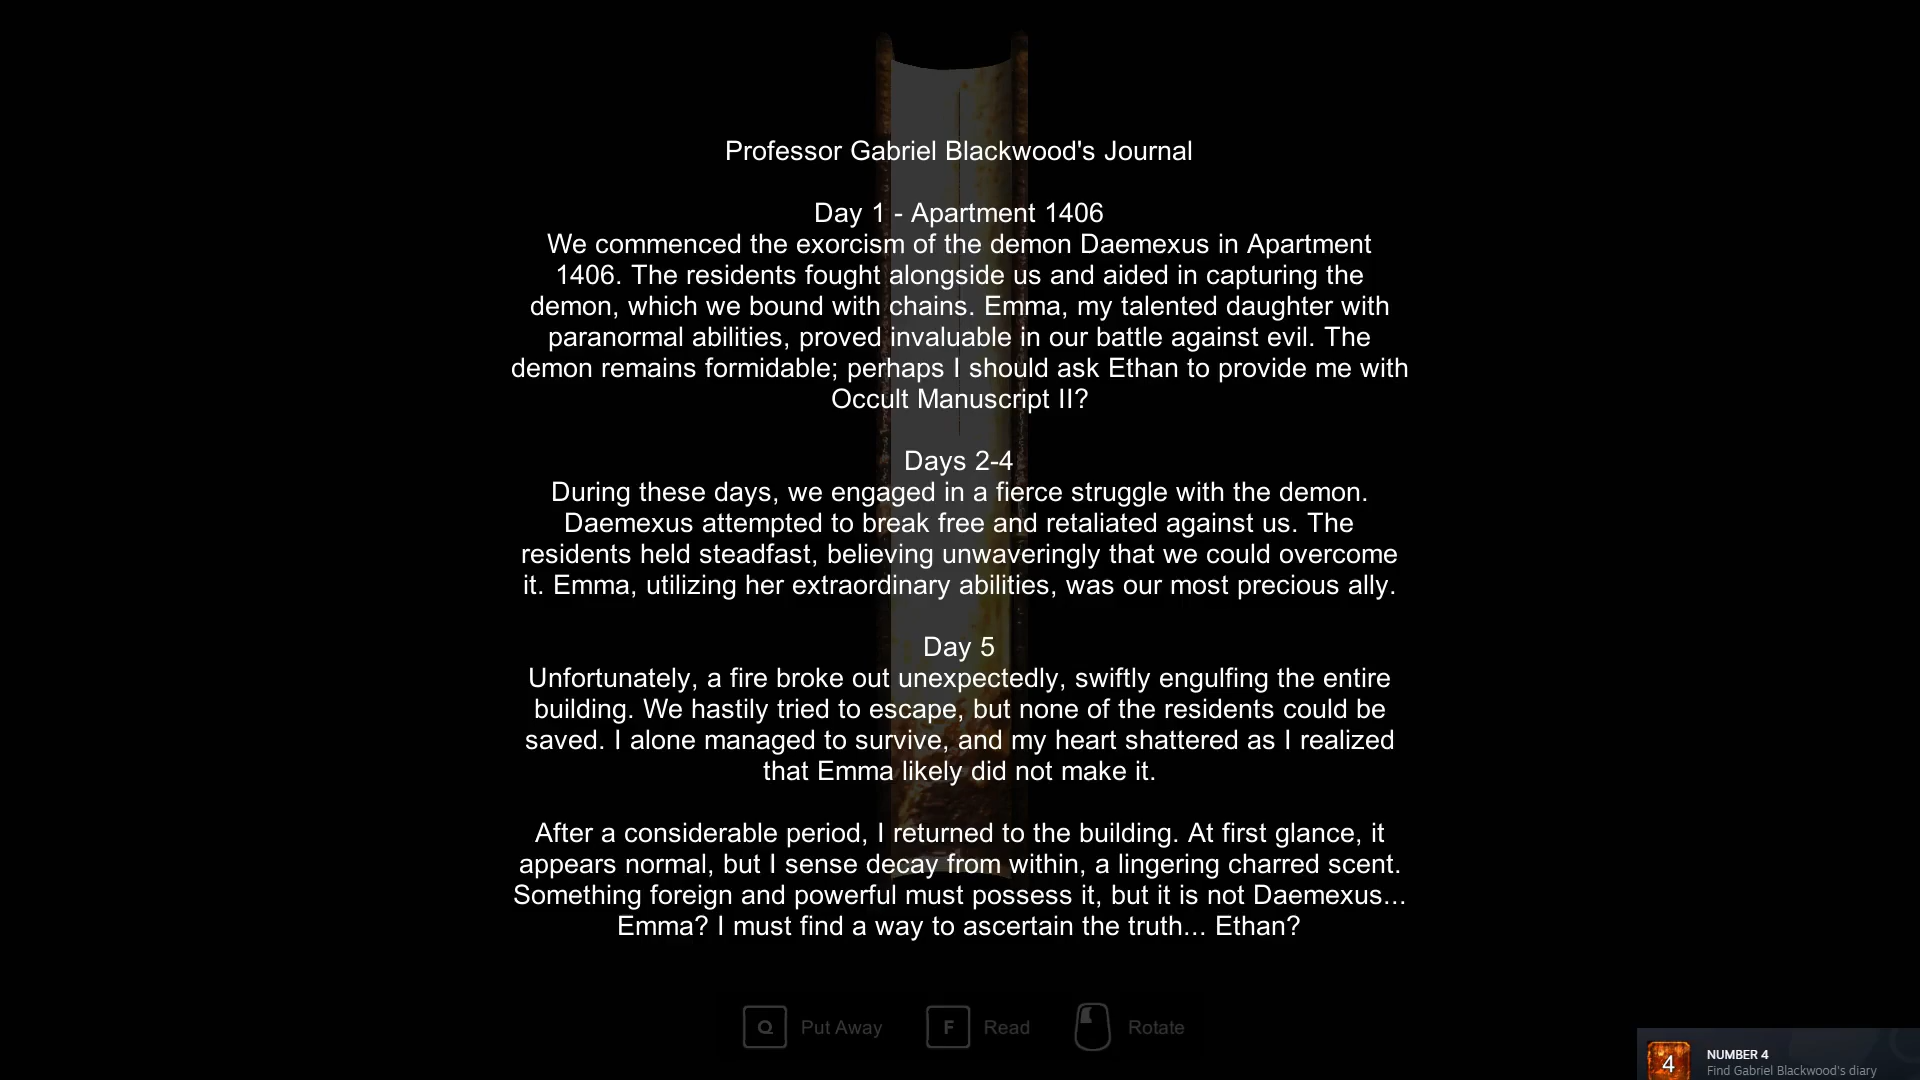 Professor Gabriel Blackwood's Journal
Day 1 - Apartment 1406
We commenced the exorcism of the demon Daemexus in Apartment
1406. The residents fought alongside us and aided in capturing the
demon, which we bound with chains. Emma, my talented daughter with
paranormal abilities, proved invaluable in our battle against evil. The
demon remains formidable; perhaps I should ask Ethan to provide me with
Occult Manuscript II?
Days 2-4
During these days, we engaged in a fierce struggle with the demon.
Daemexus attempted to break free and retaliated against us. The
residents held steadfast, believing unwaveringly that we could overcome
it. Emma, utilizing her extraordinary abilities, was our most precious ally.
Day 5
Unfortunately, a fire broke out unexpectedly, swiftly engulfing the entire
building. We hastily tried to escape, but none of the residents could be
saved. I alone managed to survive, and my heart shattered as I realized
that Emma likely did not make it.
After a considerable period, I returned to the building. At first glance, it
appears normal, but I sense decay from within, a lingering charred scent.
Something foreign and powerful must possess it, but it is not Daemexus...
Emma? I must find a way to ascertain the truth... Ethan?
Q Put Away F Read Rotate
4 NUMBER 4
Find Gabriel Blackwood's diary